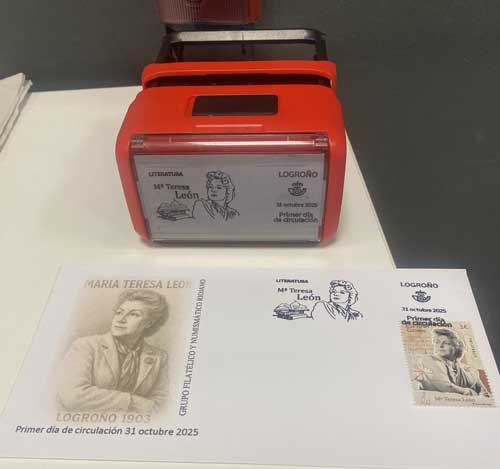 LITERATURA
Mª Teresa
León
LOGROÑO
31 octubre 2025
Primer día
de circulación
MARIA TERESA LEON
LOGROÑO 1903
GRUPO FILATÉLICO Y NUMISMÁTICO RIOJANO
Primer día de circulación 31 octubre 2025
LITERATURA
Mª Teresa
León
LOGROÑO
31 octubre 2025
Primer día
de circulación
Mª Teresa León